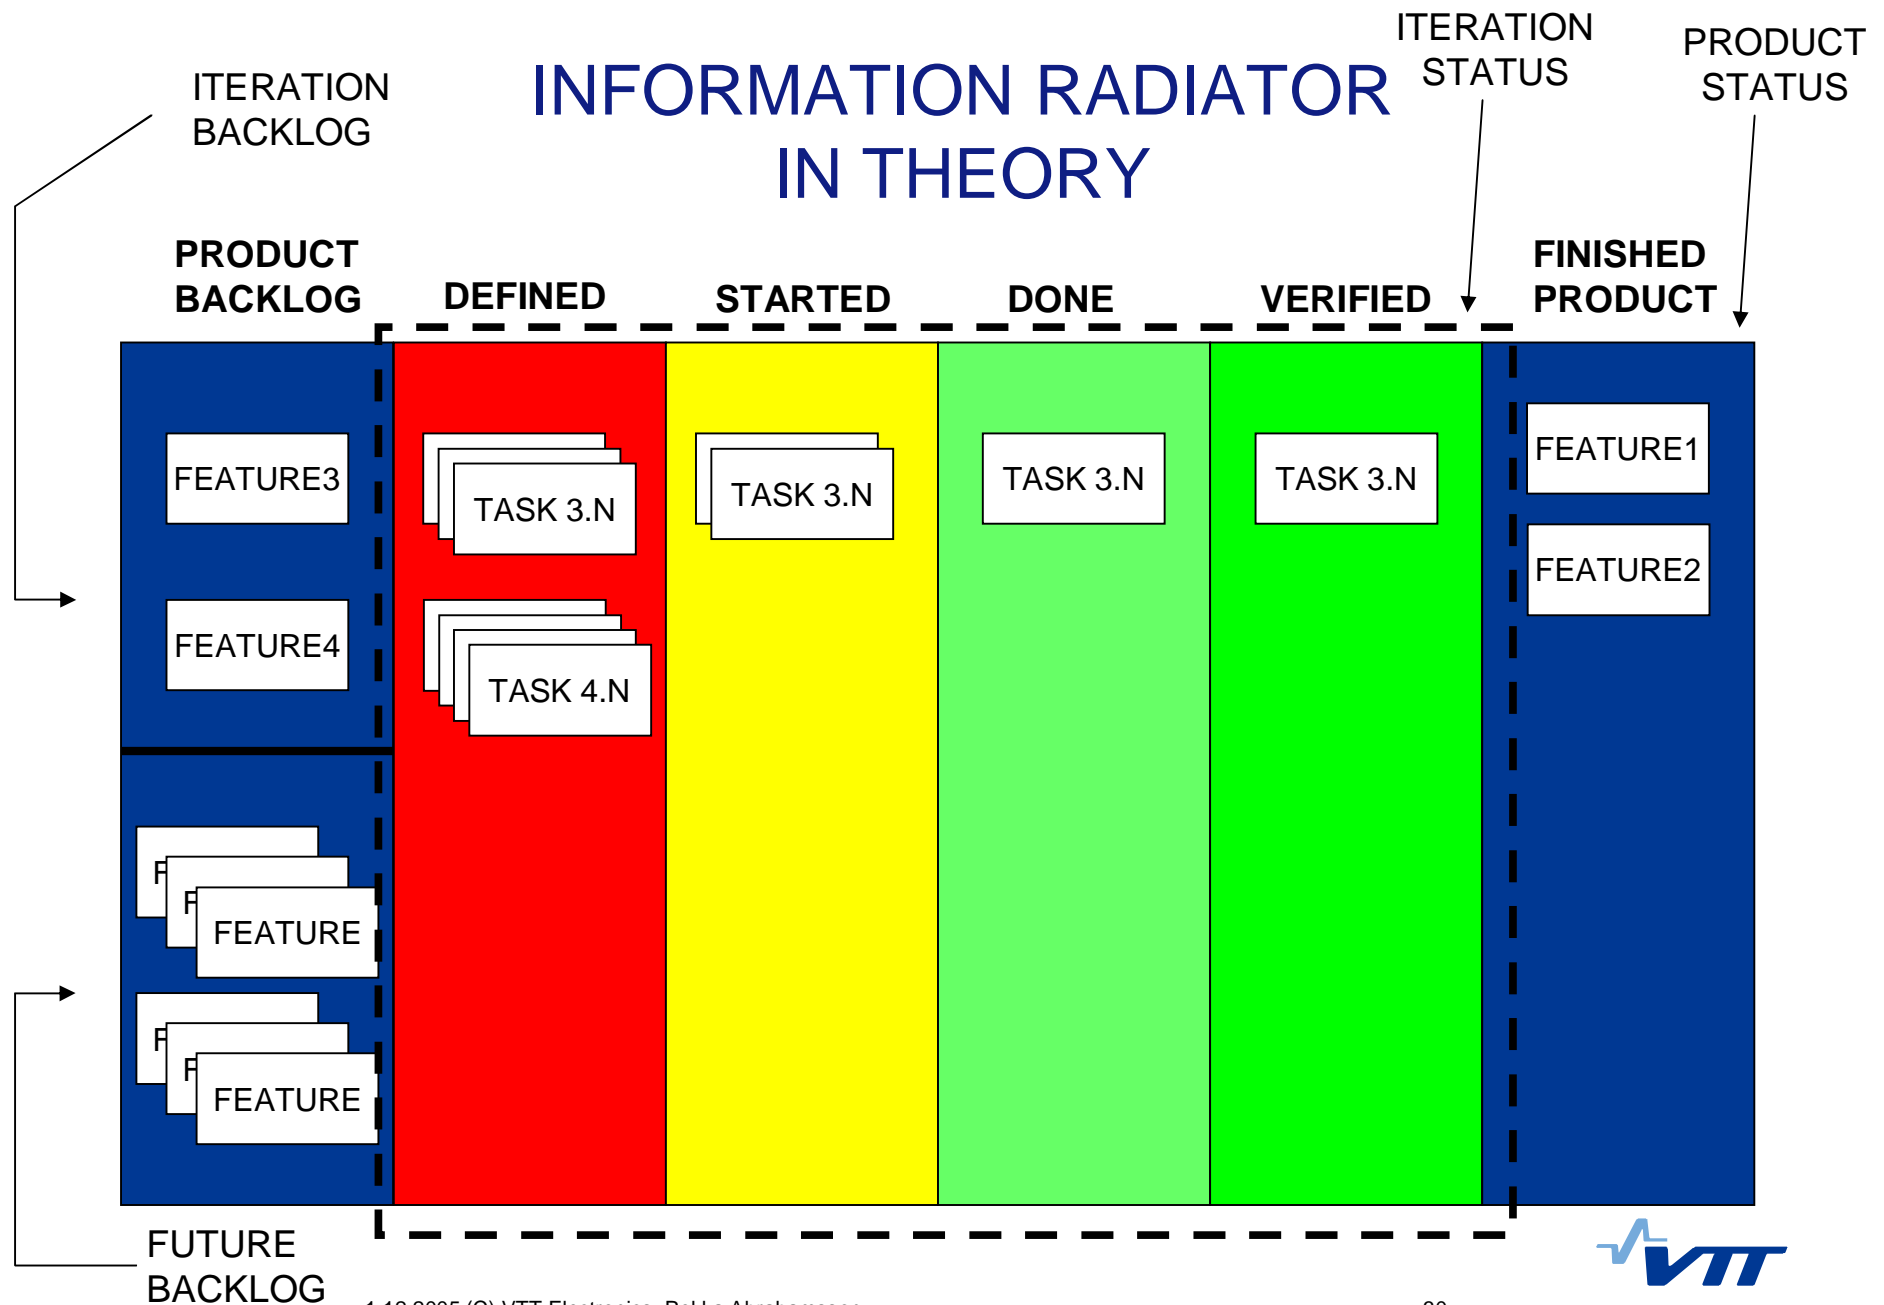 ITERATION
STATUS
PRODUCT
STATUS
ITERATION
BACKLOG
INFORMATION RADIATOR
IN THEORY
PRODUCT
BACKLOG
DEFINED
STARTED
DONE
VERIFIED
FINISHED
PRODUCT
FEATURE3
TASK 3.N
TASK 3.N
TASK 3.N
TASK 3.N
FEATURE1
FEATURE2
FEATURE4
TASK 4.N
F
F
FEATURE
F
F
FEATURE
FUTURE
BACKLOG
VTT